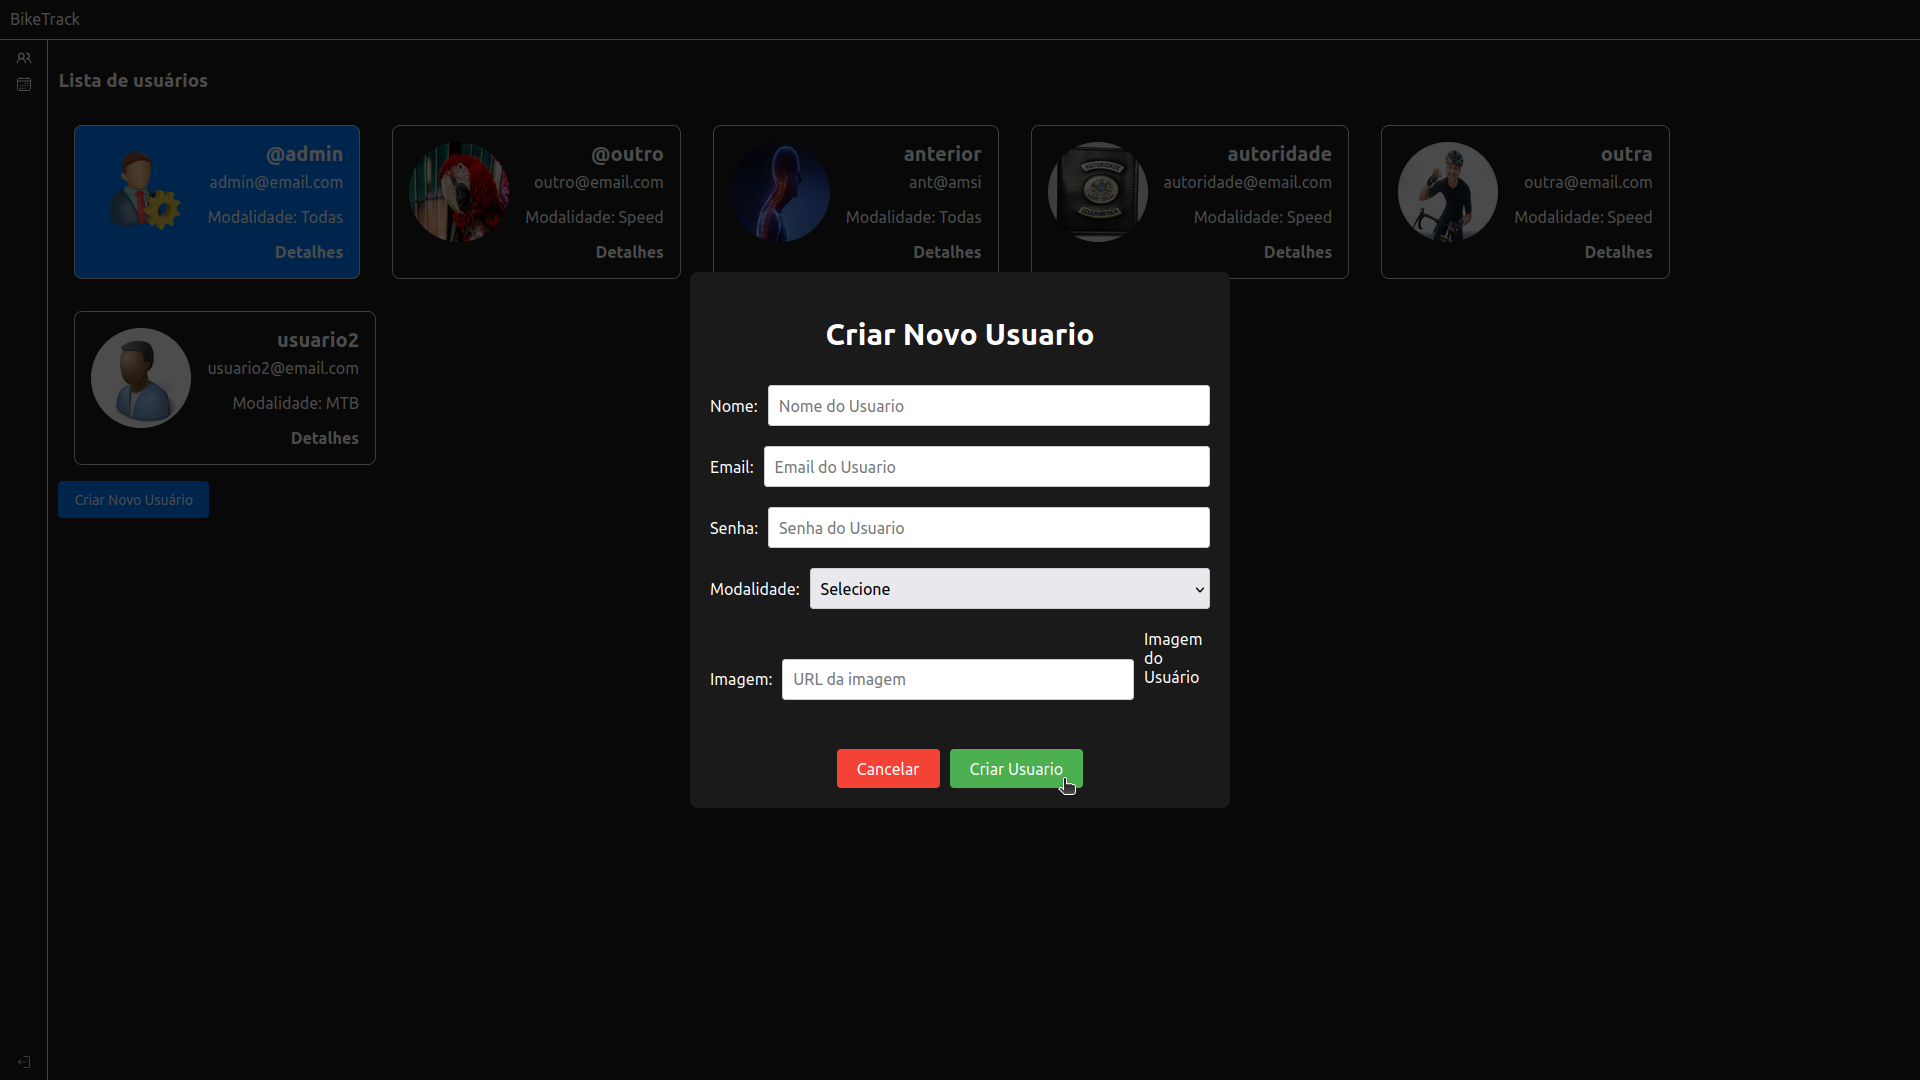 BikeTrack
Lista de usuários
@admin
admin@email.com
Modalidade: Todas
Detalhes
@outro
outro@email.com
Modalidade: Speed
Detalhes
anterior
ant@amsi
Modalidade: Todas
Detalhes
AUTORIDADE
autoridade
autoridade@email.com
Modalidade: Speed
Detalhes
outra
outra@email.com
Modalidade: Speed
Detalhes
usuario2
usuario2@email.com
Modalidade: MTB
Detalhes
Criar Novo Usuário
Criar Novo Usuario
Nome: Nome do Usuario
Email: Email do Usuario
Senha: Senha do Usuario
Modalidade: Selecione
Imagem: URL da imagem
Imagem
do
Usuário
Cancelar Criar Usuario